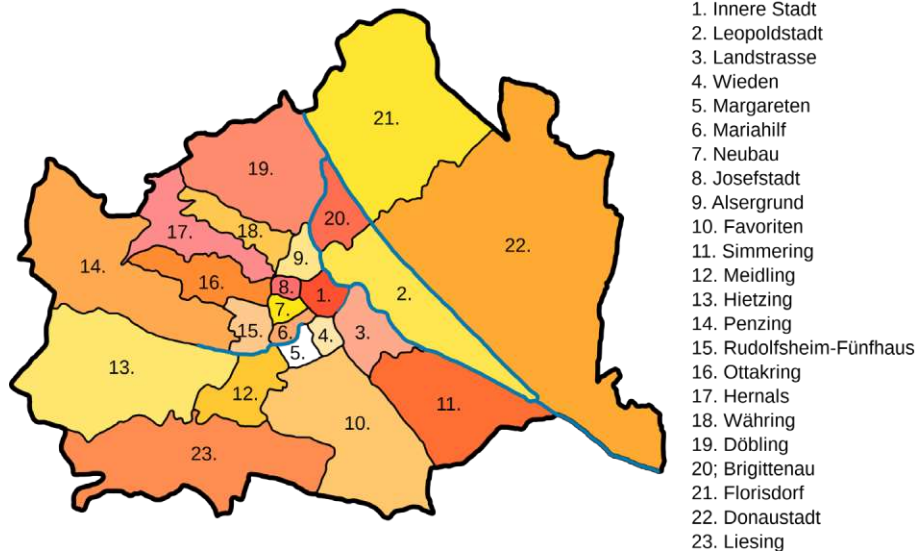 21.
19.
20.
18.
17.
9.
22.
14.
16.
8.
1.
2.
7.
15.
6.
4.
3.
5.
13.
12.
11.
10.
23.
1. Innere Stadt
2. Leopoldstadt
3. Landstrasse
4. Wieden
5. Margareten
6. Mariahilf
7. Neubau
8. Josefstadt
9. Alsergrund
10. Favoriten
11. Simmering
12. Meidling
13. Hietzing
14. Penzing
15. Rudolfsheim-Fünfhaus
16. Ottakring
17. Hernals
18. Währing
19. Döbling
20; Brigittenau
21. Florisdorf
22. Donaustadt
23. Liesing